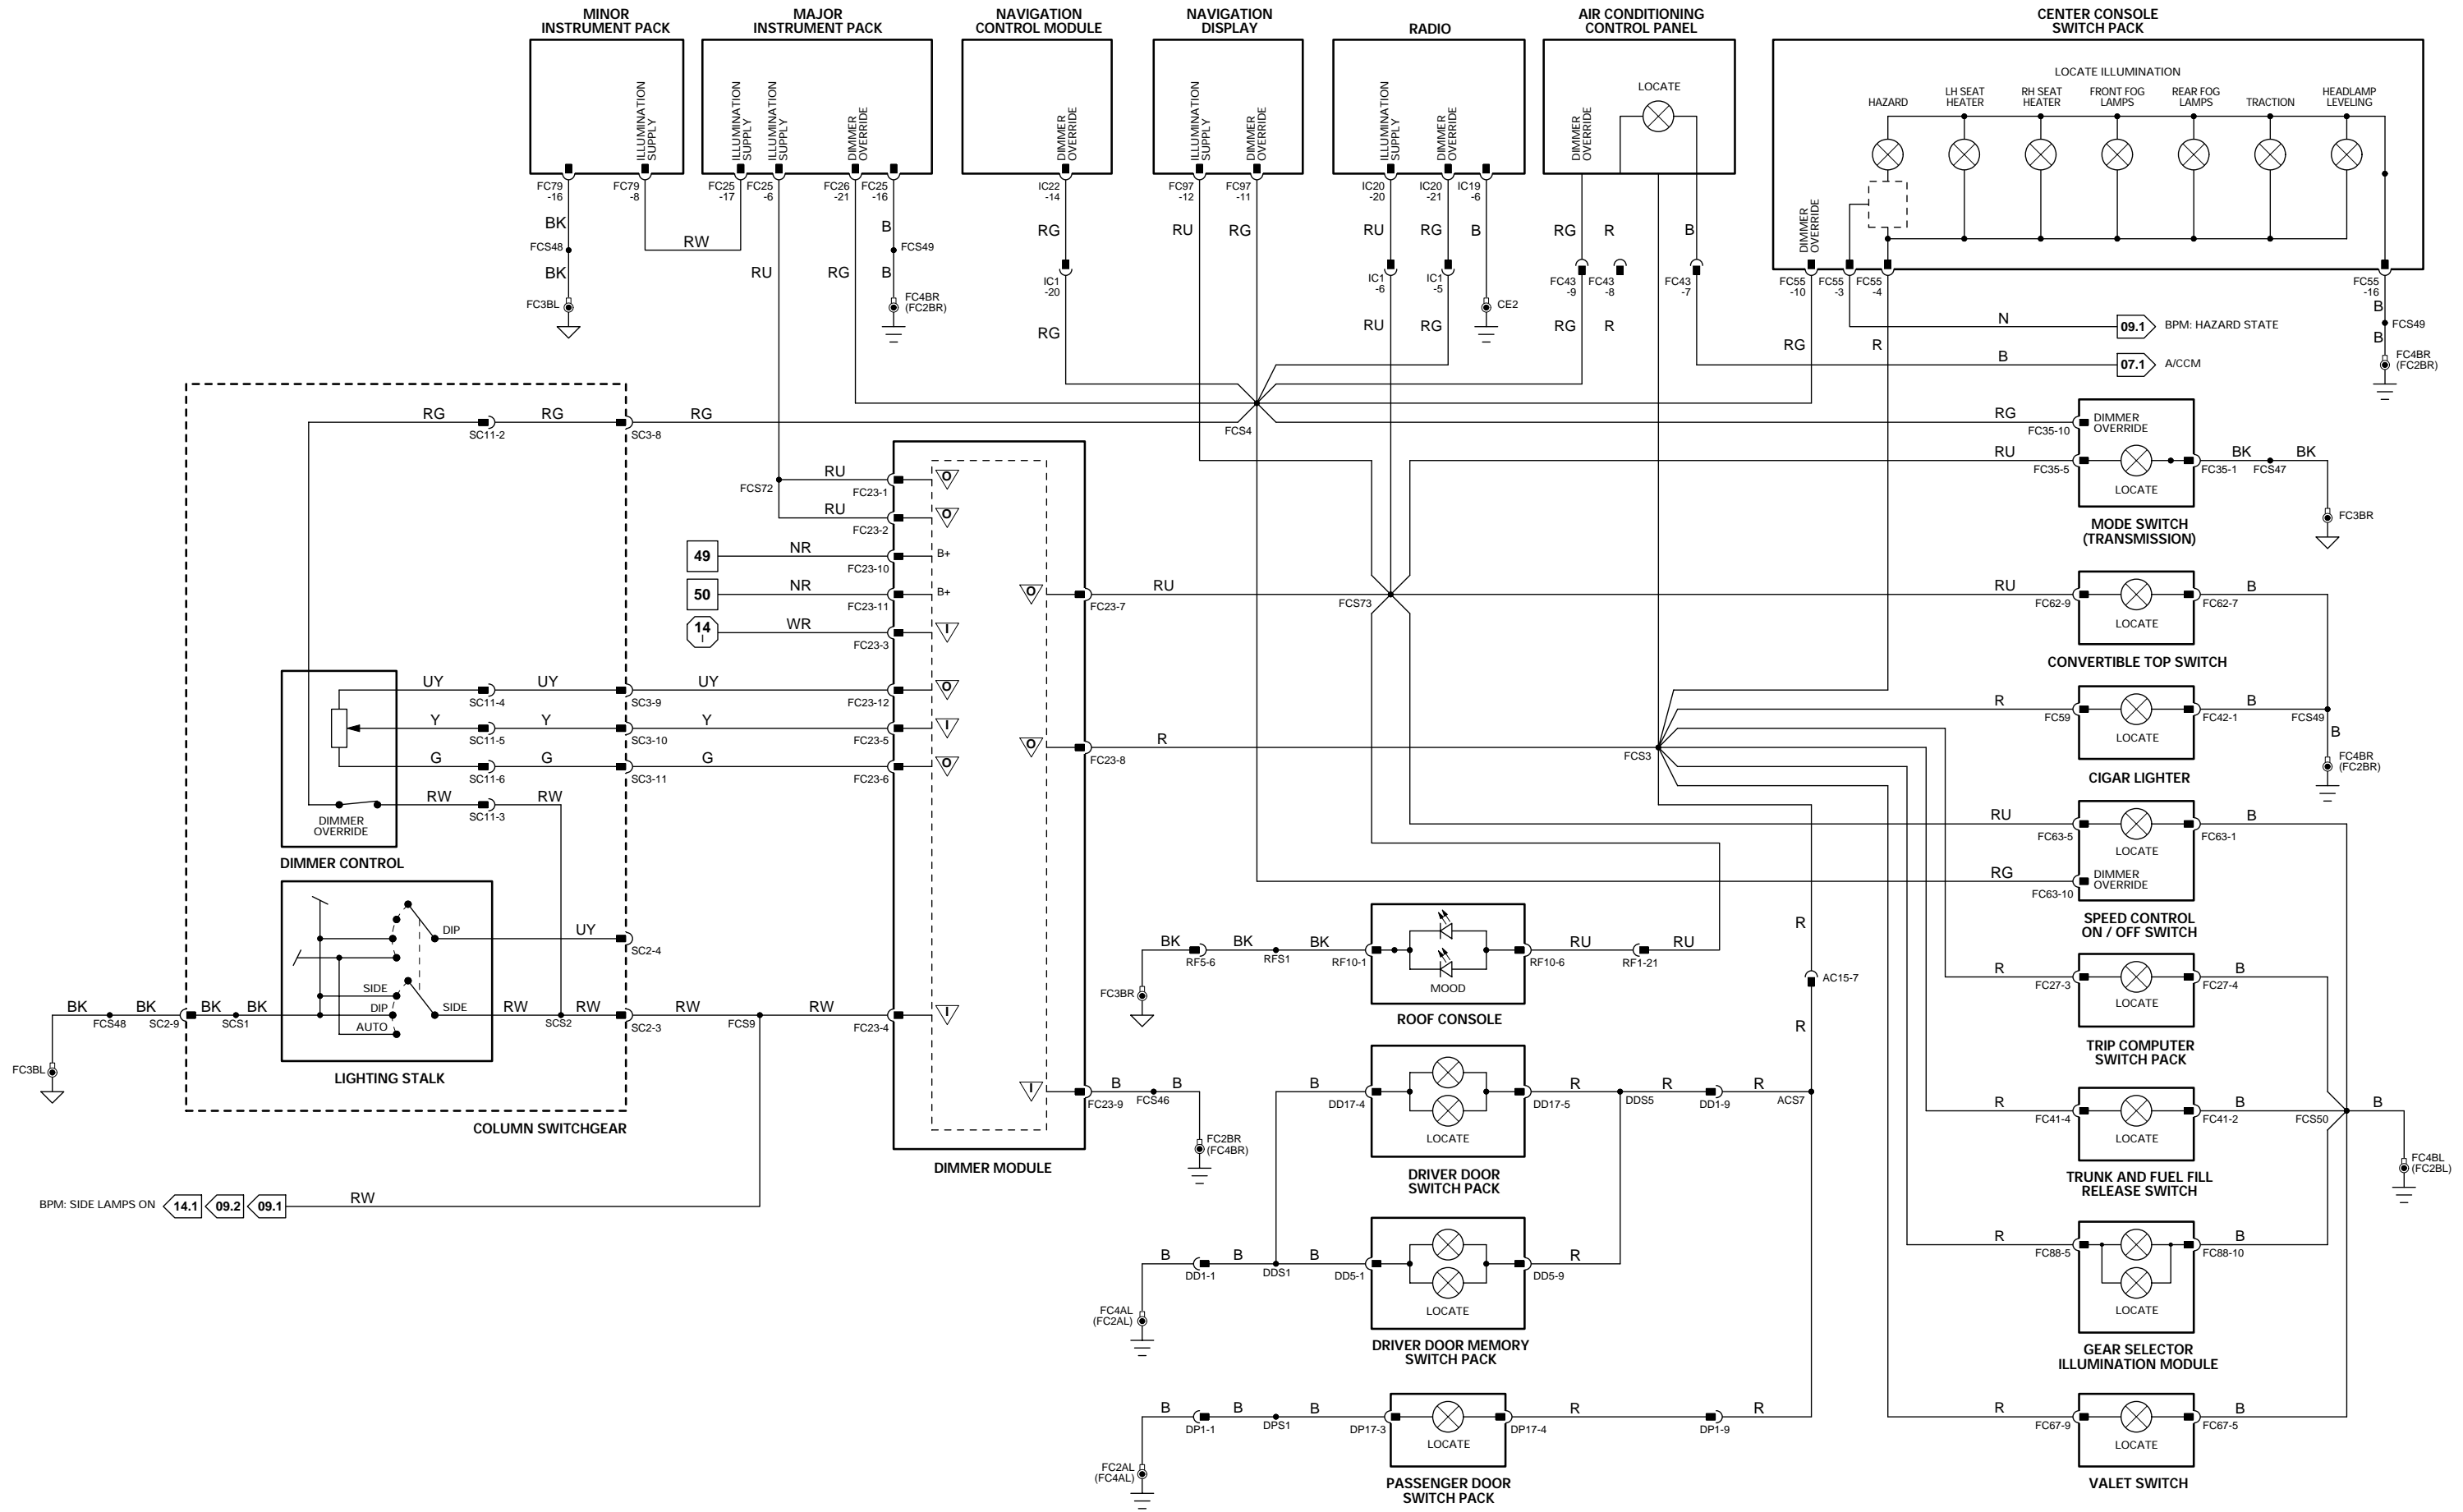 MINOR
INSTRUMENT PACK
MAJOR
INSTRUMENT PACK
NAVIGATION
CONTROL MODULE
NAVIGATION
DISPLAY
RADIO
AIR CONDITIONING
CONTROL PANEL
CENTER CONSOLE
SWITCH PACK
ILLUMINATION
SUPPLY
ILLUMINATION
SUPPLY
ILLUMINATION
SUPPLY
DIMMER
OVERRIDE
DIMMER
OVERRIDE
ILLUMINATION
SUPPLY
DIMMER
OVERRIDE
ILLUMINATION
SUPPLY
DIMMER
OVERRIDE
DIMMER
OVERRIDE
LOCATE
LOCATE ILLUMINATION
HAZARD
LH SEAT
HEATER
RH SEAT
HEATER
FRONT FOG
LAMPS
REAR FOG
LAMPS
TRACTION
HEADLAMP
LEVELING
DIMMER
OVERRIDE
FC79
-16
FC79
-8
FC25
-17
FC25
-6
FC26
-21
FC25
-16
IC22
-14
FC97
-12
FC97
-11
IC20
-20
IC20
-21
IC19
-6
BK
FCS48
BK
FC3BL
RW
RU
RG
B
FCS49
B
FC4BR
(FC2BR)
RG
IC1
-20
RG
RU
RG
RU
IC1
-6
RU
RG
IC1
-5
RG
B
CE2
RG
FC43
-9
RG
R
FC43
-8
R
B
FC43
-7
FC55
-10
FC55
-3
FC55
-4
FC55
-16
RG
R
N
09.1
BPM: HAZARD STATE
B
07.1
A/CCM
B
FCS49
B
FC4BR
(FC2BR)
RG
SC11-2
RG
SC3-8
RG
FCS4
RG
FC35-10
DIMMER
OVERRIDE
RU
FC35-5
LOCATE
FC35-1
BK
FCS47
BK
FC3BR
MODE SWITCH
(TRANSMISSION)
FCS72
RU
FC23-1
O
RU
FC23-2
O
49
NR
FC23-10
B+
50
NR
FC23-11
B+
14
I
WR
FC23-3
I
O
FC23-7
RU
FCS73
RU
FC62-9
LOCATE
FC62-7
B
CONVERTIBLE TOP SWITCH
UY
SC11-4
UY
SC3-9
UY
FC23-12
O
Y
SC11-5
Y
SC3-10
Y
FC23-5
I
G
SC11-6
G
SC3-11
G
FC23-6
O
O
FC23-8
R
FCS3
R
FC59
LOCATE
FC42-1
B
FCS49
B
FC4BR
(FC2BR)
CIGAR LIGHTER
RW
SC11-3
RW
DIMMER
OVERRIDE
DIMMER CONTROL
RU
FC63-5
LOCATE
FC63-1
B
RG
FC63-10
DIMMER
OVERRIDE
SPEED CONTROL
ON / OFF SWITCH
DIP
UY
SC2-4
SIDE
DIP
AUTO
SIDE
RW
SCS2
RW
SC2-3
RW
FCS9
RW
FC23-4
I
BK
FCS48
BK
SC2-9
BK
SCS1
BK
FC3BL
LIGHTING STALK
COLUMN SWITCHGEAR
I
FC23-9
B
FCS46
B
FC2BR
(FC4BR)
DIMMER MODULE
BPM: SIDE LAMPS ON
14.1
09.2
09.1
RW
BK
RF5-6
BK
RFS1
BK
RF10-1
MOOD
RF10-6
RU
RF1-21
RU
FC3BR
ROOF CONSOLE
R
AC15-7
R
R
FC27-3
LOCATE
FC27-4
B
TRIP COMPUTER
SWITCH PACK
B
DD17-4
LOCATE
DD17-5
R
DDS5
R
DD1-9
R
ACS7
DRIVER DOOR
SWITCH PACK
R
FC41-4
LOCATE
FC41-2
B
FCS50
B
FC4BL
(FC2BL)
TRUNK AND FUEL FILL
RELEASE SWITCH
B
DD1-1
B
DDS1
B
DD5-1
LOCATE
DD5-9
R
FC4AL
(FC2AL)
DRIVER DOOR MEMORY
SWITCH PACK
R
FC88-5
LOCATE
FC88-10
B
GEAR SELECTOR
ILLUMINATION MODULE
B
DP1-1
B
DPS1
B
DP17-3
LOCATE
DP17-4
R
DP1-9
R
FC2AL
(FC4AL)
PASSENGER DOOR
SWITCH PACK
R
FC67-9
LOCATE
FC67-5
B
VALET SWITCH